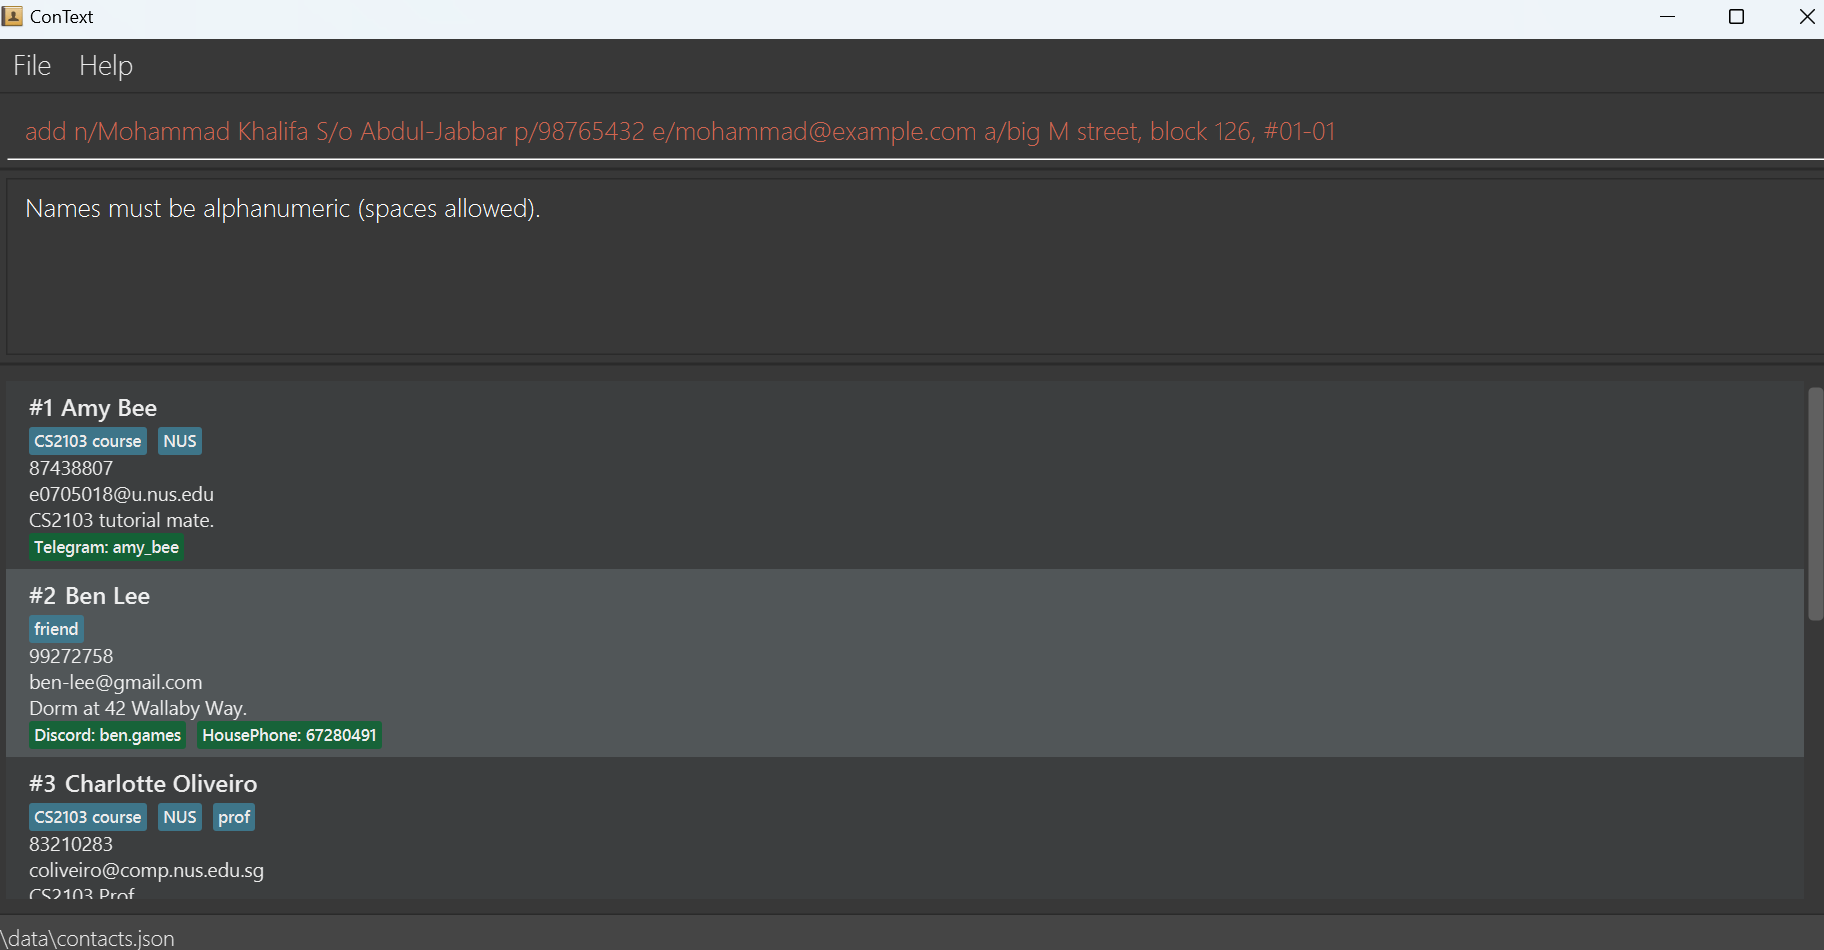 ConText
File Help
add n/Mohammad Khalifa S/o Abdul-Jabbar p/98765432 e/mohammad@example.com a/big M street, block 126, #01-01
Names must be alphanumeric (spaces allowed).
#1 Amy Bee
CS2103 course NUS
87438807
e0705018@u.nus.edu
CS2103 tutorial mate.
Telegram: amy_bee
#2 Ben Lee
friend
99272758
ben-lee@gmail.com
Dorm at 42 Wallaby Way.
Discord: ben.games HousePhone: 67280491
#3 Charlotte Oliveiro
CS2103 course NUS prof
83210283
coliveiro@comp.nus.edu.sg
CS2103 Prof
\data\contacts.json